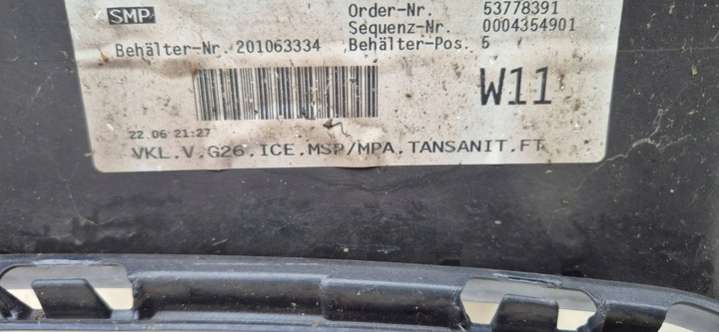 SMP
Order-Nr. 53778391
Sequenz-Nr. 0004354901
Behälter-Nr. 201063334 Behälter-Pos. 5
W11
22.06 21:27
VKL.V.G26.ICE.MSP/MPA.TANSANIT.FT